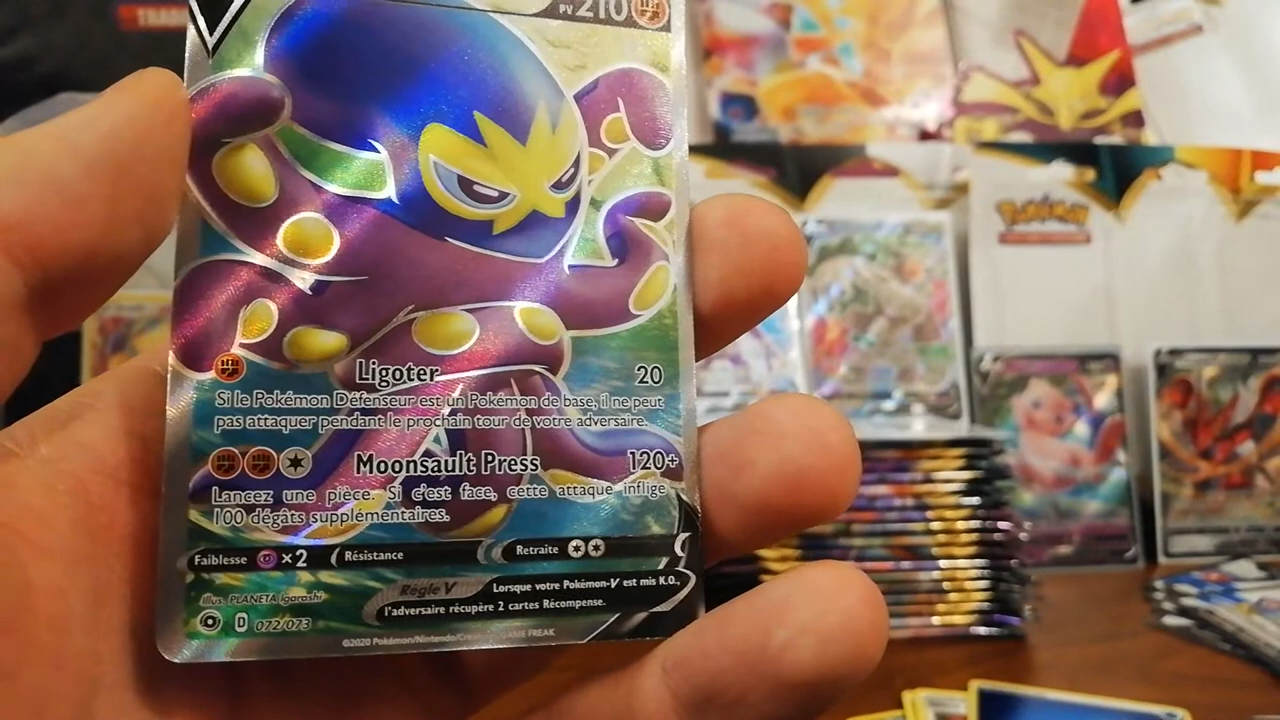 PV 210
Ligoter 20
Si le Pokémon Défenseur est un Pokémon de base, il ne peut
pas attaquer pendant le prochain tour de votre adversaire.
Moonsault Press 120+
Lancez une pièce. Si c'est face, cette attaque inflige
100 dégâts supplémentaires.
Faiblesse ×2 Résistance Retraite
Règle V Lorsque votre Pokémon-V est mis K.O.,
l'adversaire récupère 2 cartes Récompense.
Illus. PLANETA Igarashi
D 072/073
©2020 Pokémon/Nintendo/Crea GAME FREAK
Pokémon